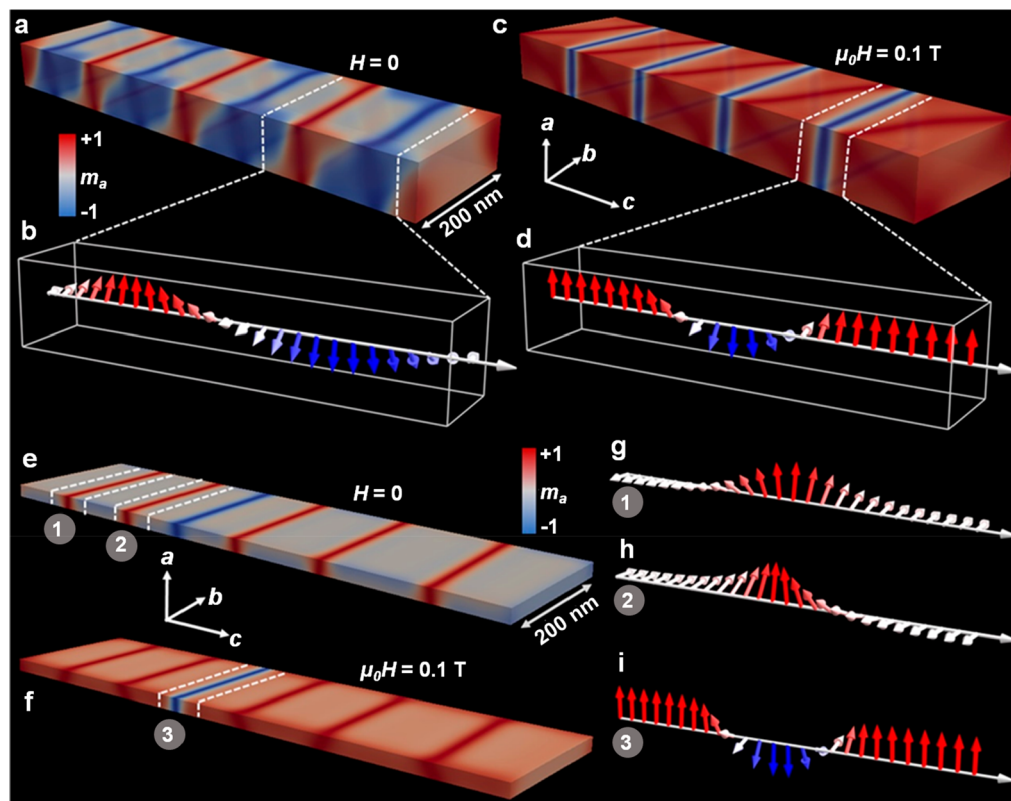 a
H = 0
c
μ₀H = 0.1 T
+1
mₐ
-1
200 nm
a
b
c
b
d
e
H = 0
+1
mₐ
-1
g
1
1
2
h
2
a
b
c
200 nm
f
μ₀H = 0.1 T
3
i
3